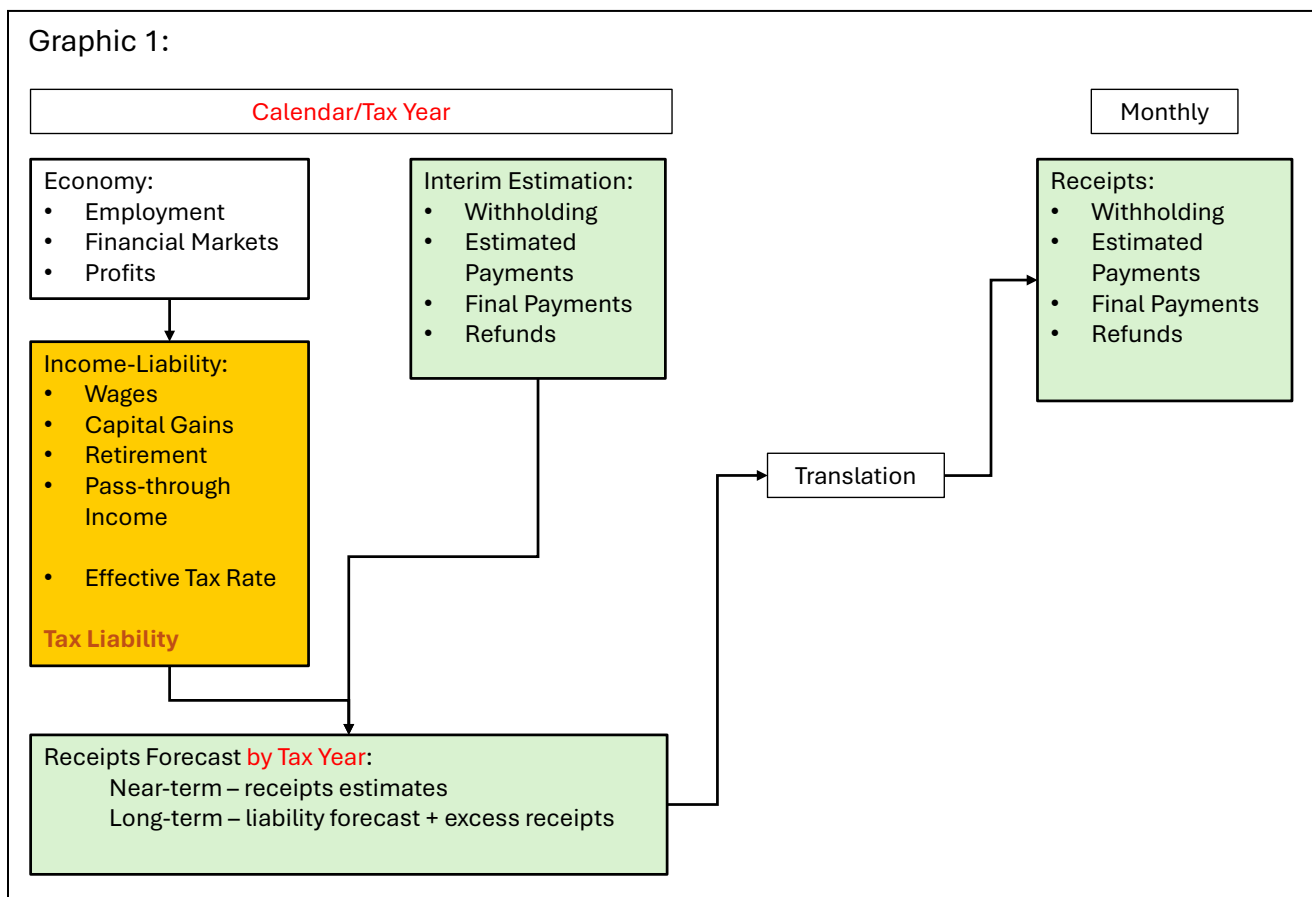 Graphic 1:
Calendar/Tax Year
Monthly
Economy:
• Employment
• Financial Markets
• Profits
Interim Estimation:
• Withholding
• Estimated
Payments
• Final Payments
• Refunds
Receipts:
• Withholding
• Estimated
Payments
• Final Payments
• Refunds
Income-Liability:
• Wages
• Capital Gains
• Retirement
• Pass-through
Income
• Effective Tax Rate
Tax Liability
Translation
Receipts Forecast by Tax Year:
Near-term – receipts estimates
Long-term – liability forecast + excess receipts